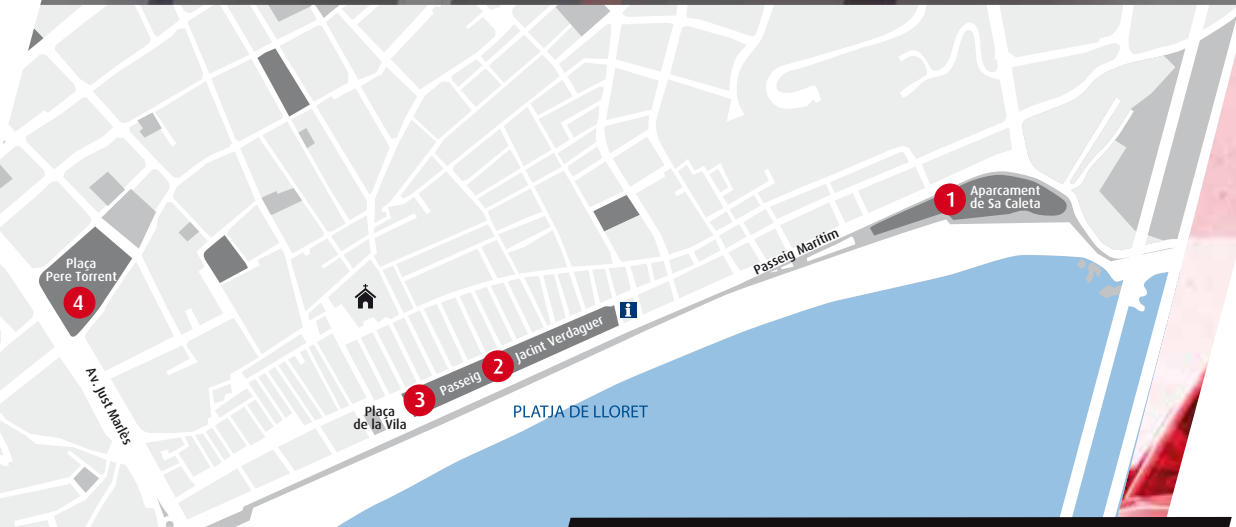 1
Aparcament
de Sa Caleta
Passeig Marítim
Plaça
Pere Torrent
4
i
Passeig
2
Jacint Verdaguer
3
Plaça
de la Vila
Av. Just Marlès
PLATJA DE LLORET